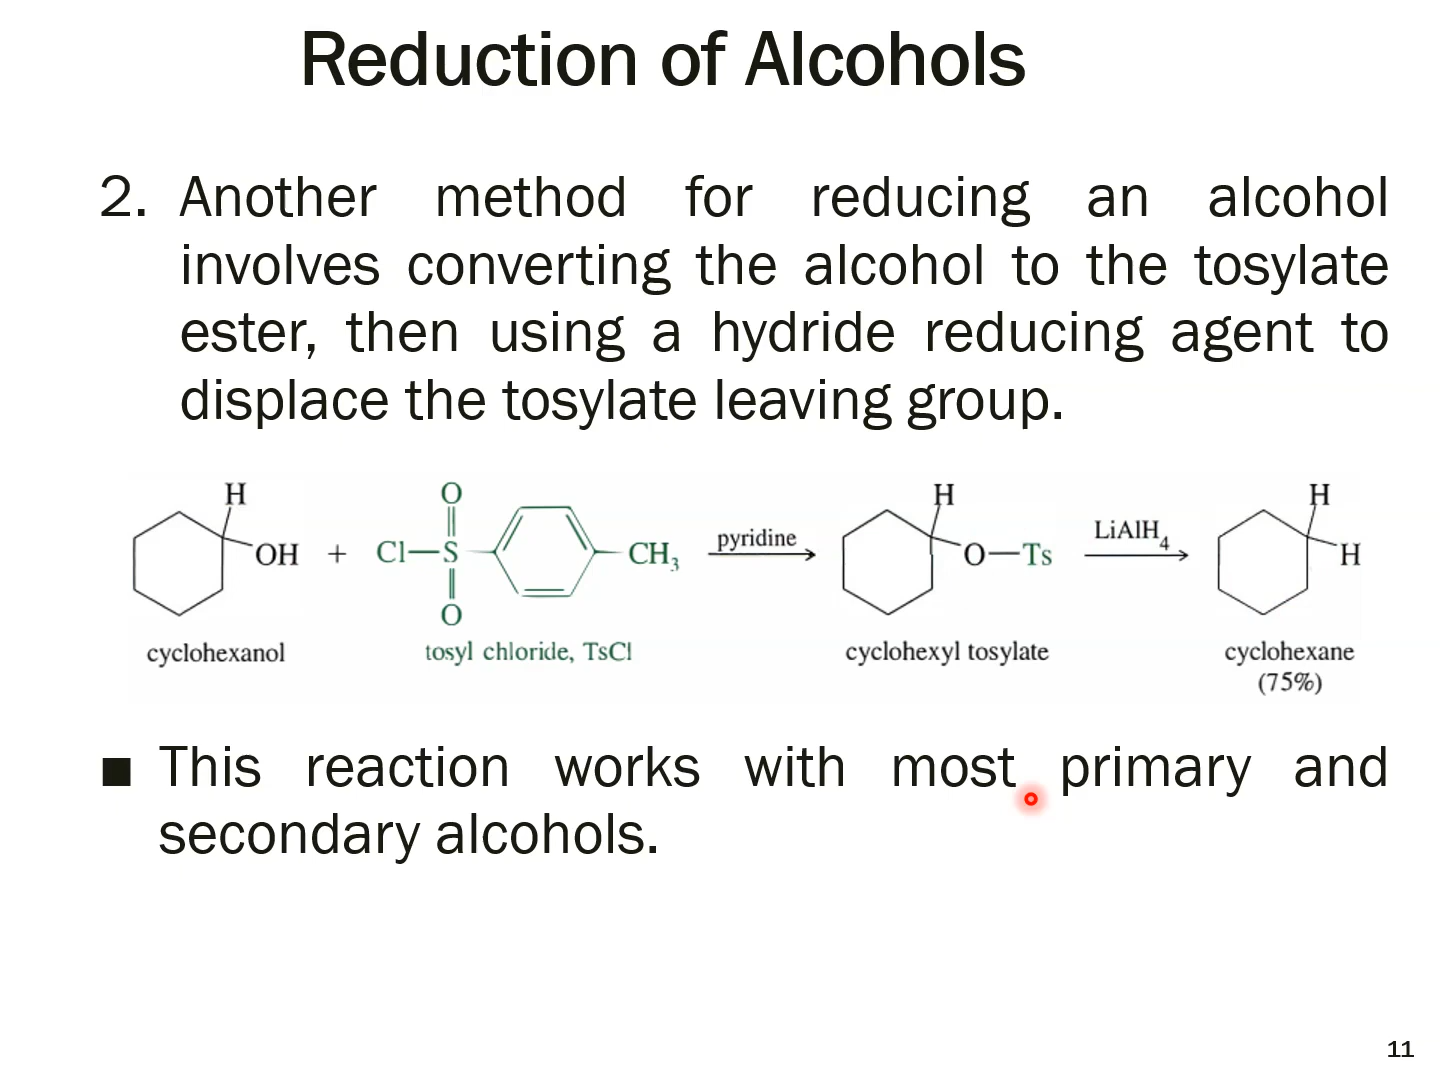 Reduction of Alcohols
2. Another method for reducing an alcohol
involves converting the alcohol to the tosylate
ester, then using a hydride reducing agent to
displace the tosylate leaving group.
H
OH + Cl—S CH3
O
O
pyridine
H
O—Ts
LiAlH4
H
H
cyclohexanol tosyl chloride, TsCl cyclohexyl tosylate cyclohexane
(75%)
■ This reaction works with most primary and
secondary alcohols.
11